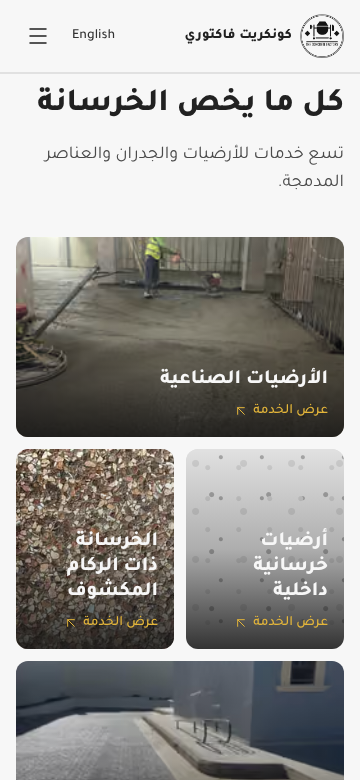 كونكريت فاكتوري
English
كل ما يخص الخرسانة
تسع خدمات للأرضيات والجدران والعناصر
المدمجة.
الأرضيات الصناعية
عرض الخدمة
أرضيات
خرسانية
داخلية
عرض الخدمة
الخرسانة
ذات الركام
المكشوف
عرض الخدمة